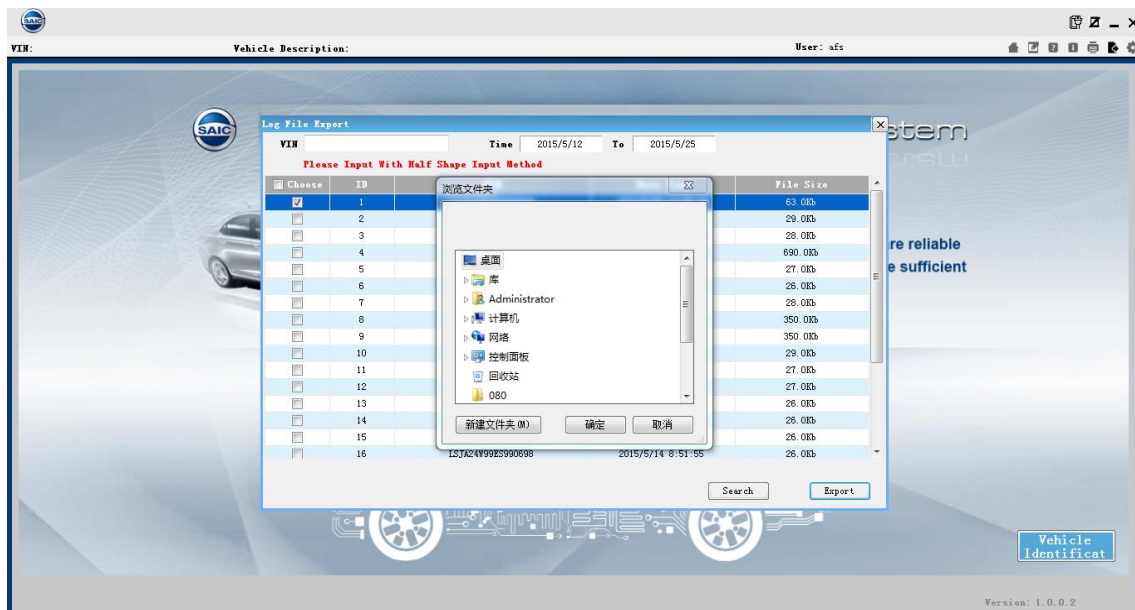 SAIC
VIN: Vehicle Description: User: afs
SAIC
stem
Log File Export
VIN Time 2015/5/12 To 2015/5/25
Please Input With Half Shape Input Method
Choose ID File Size
1 63.0Kb
2 29.0Kb
3 28.0Kb
4 690.0Kb
5 27.0Kb
6 26.0Kb
7 28.0Kb
8 350.0Kb
9 350.0Kb
10 29.0Kb
11 27.0Kb
12 27.0Kb
13 26.0Kb
14 26.0Kb
15 26.0Kb
16 LSJA24W99ES990698 2015/5/14 8:51:55 26.0Kb
浏览文件夹
桌面
库
Administrator
计算机
网络
控制面板
回收站
080
新建文件夹(M) 确定 取消
re reliable
e sufficient
Search Export
Vehicle
Identificat
Version: 1.0.0.2